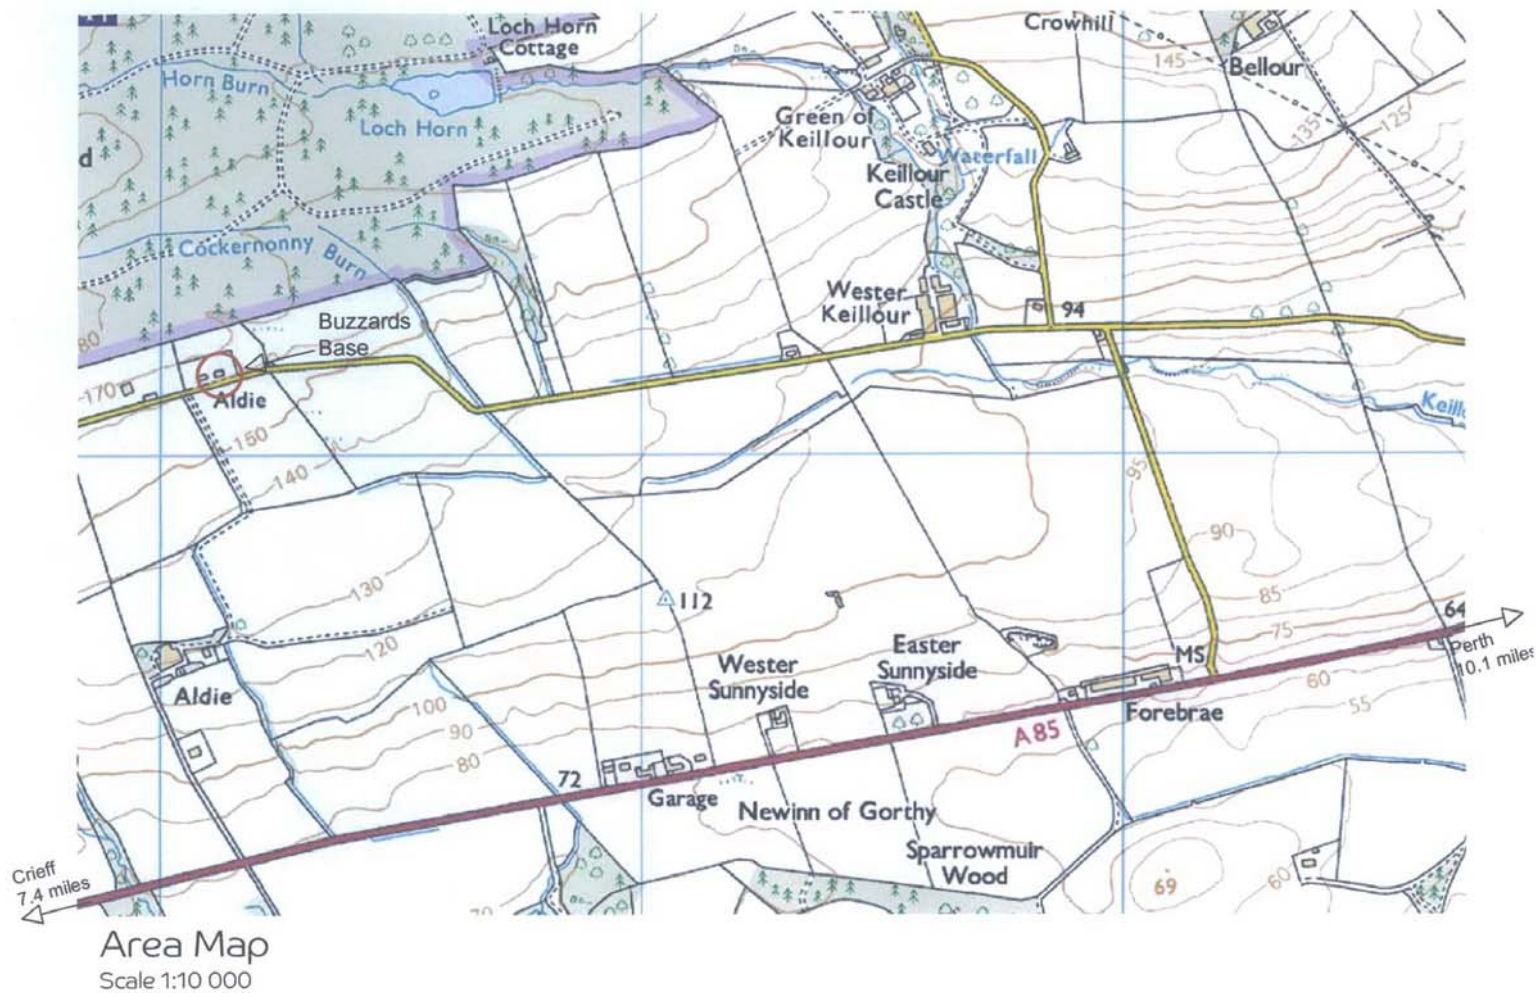 Loch Horn
Cottage
Crowhill
145
Bellour
Horn Burn
Loch Horn
Green of
Keillour
135
125
d
Waterfall
Keillour
Castle
Cockernonny Burn
Wester
Keillour
94
Buzzards
Base
80
170
Aldie
150
140
95
90
130
112
85
120
75
64
Perth
10.1 miles
Easter
Sunnyside
Wester
Sunnyside
MS
Aldie
100
90
80
60
55
Forebrae
A 85
72
Garage
Newinn of Gorthy
Sparrowmuir
Wood
69
60
Crieff
7.4 miles
Area Map
Scale 1:10 000